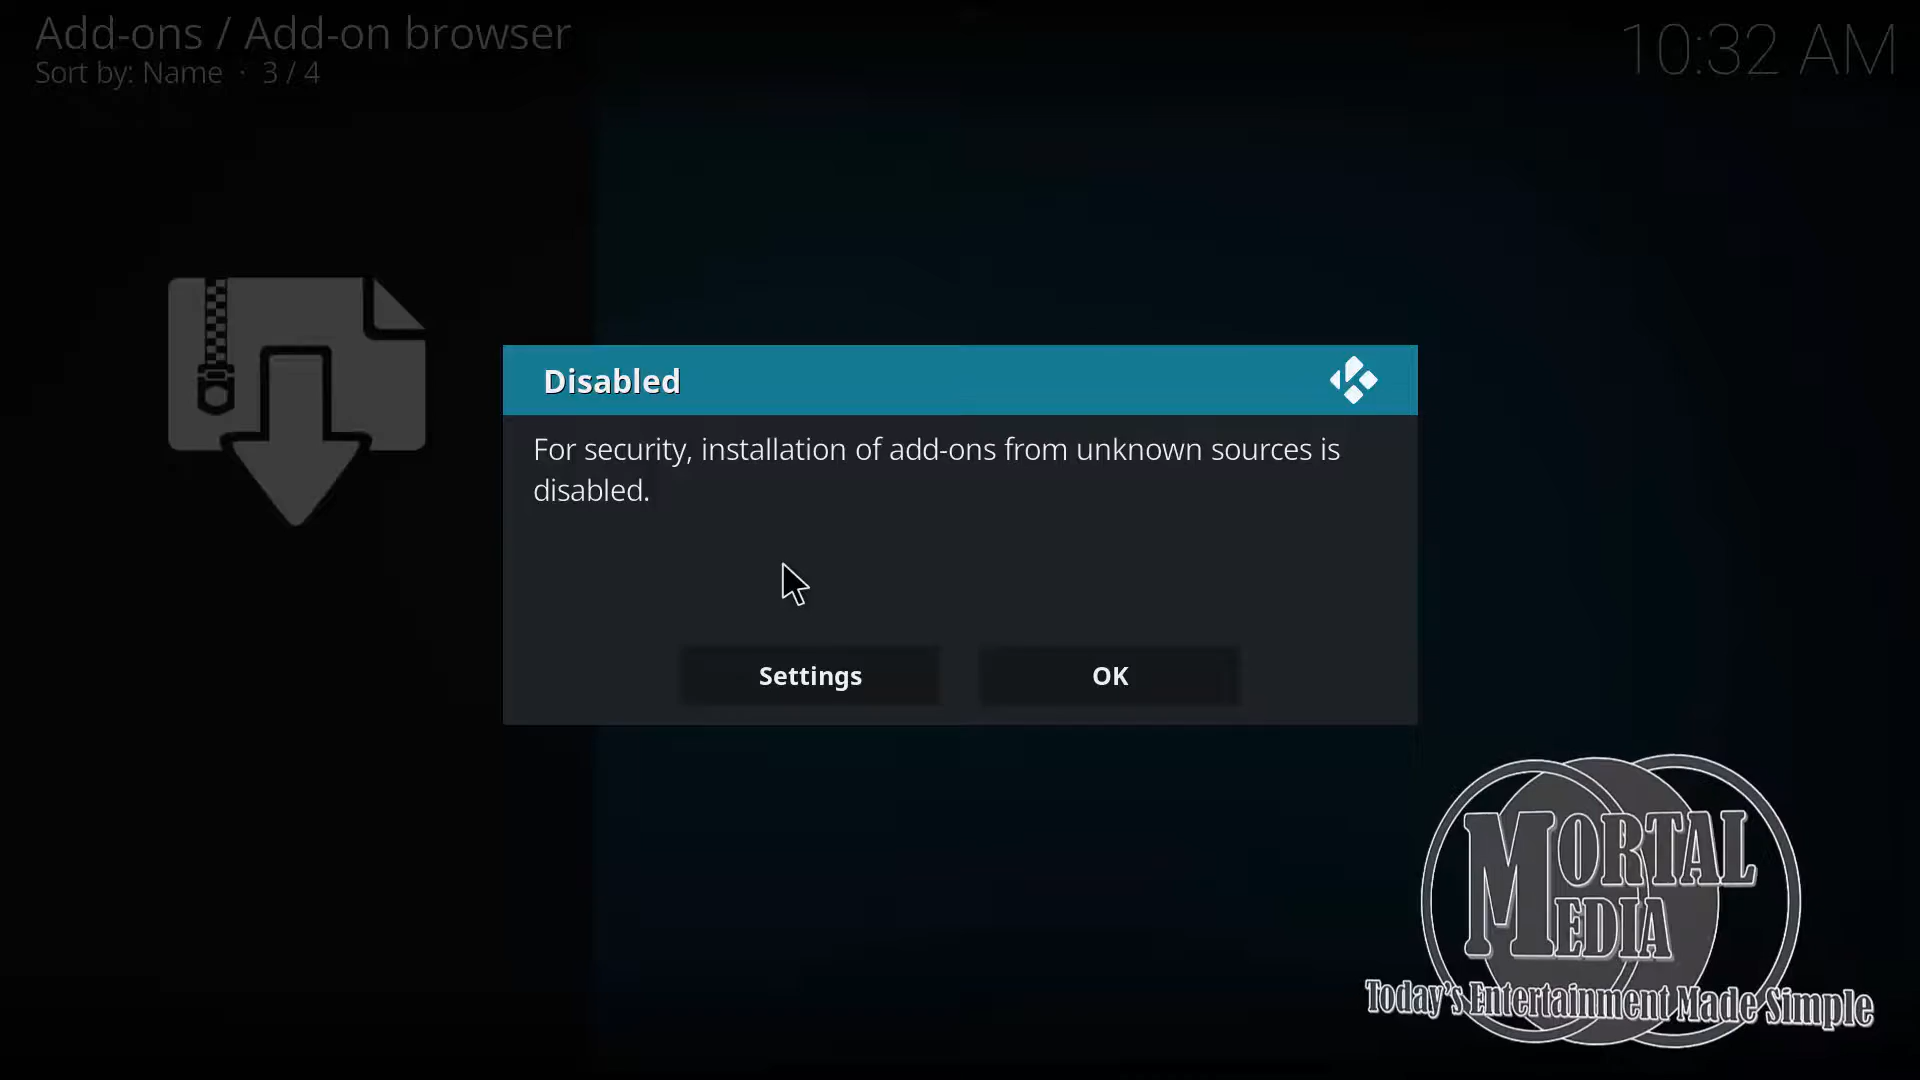 Add-ons / Add-on browser
Sort by: Name · 3 / 4
10:32 AM
Disabled
For security, installation of add-ons from unknown sources is
disabled.
Settings
OK
MORTAL
MEDIA
Today's Entertainment Made Simple